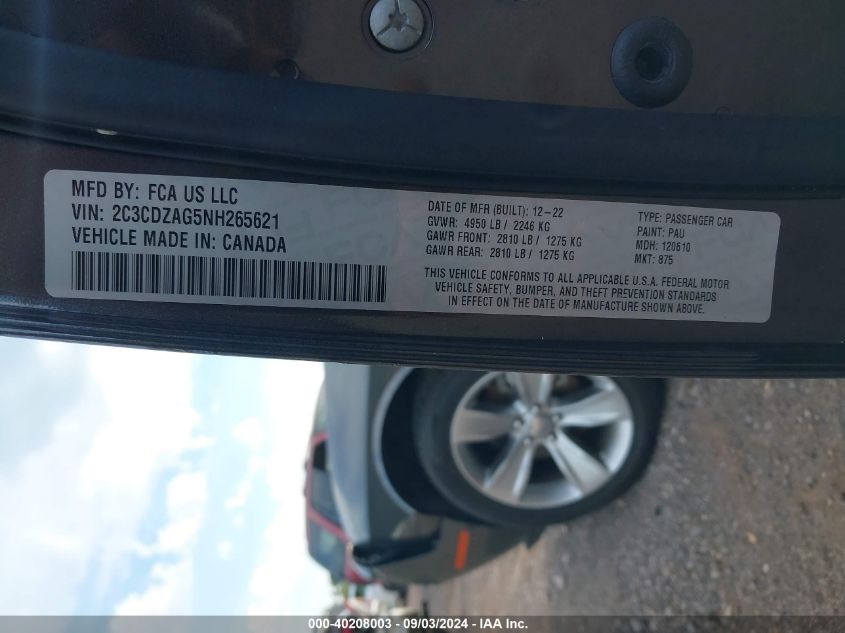 MFD BY: FCA US LLC
VIN: 2C3CDZAG5NH265621
VEHICLE MADE IN: CANADA
DATE OF MFR (BUILT): 12-22
GVWR: 4950 LB / 2246 KG
GAWR FRONT: 2810 LB / 1275 KG
GAWR REAR: 2810 LB / 1275 KG
TYPE: PASSENGER CAR
PAINT: PAU
MDH: 120610
MKT: 875
THIS VEHICLE CONFORMS TO ALL APPLICABLE U.S.A. FEDERAL MOTOR
VEHICLE SAFETY, BUMPER, AND THEFT PREVENTION STANDARDS
IN EFFECT ON THE DATE OF MANUFACTURE SHOWN ABOVE.
000-40208003 - 09/03/2024 - IAA Inc.